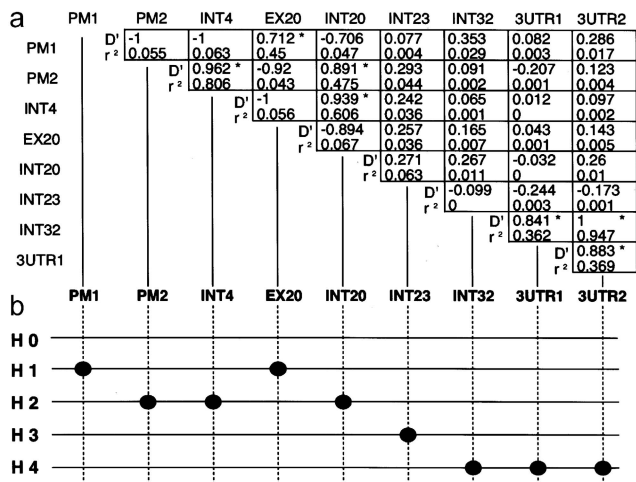 a PM1 PM2 INT4 EX20 INT20 INT23 INT32 3UTR1 3UTR2
PM1 D' -1 -1 0.712 * -0.706 0.077 0.353 0.082 0.286
r² 0.055 0.063 0.45 0.047 0.004 0.029 0.003 0.017
PM2 D' 0.962 * -0.92 0.891 * 0.293 0.091 -0.207 0.123
r² 0.806 0.043 0.475 0.044 0.002 0.001 0.004
INT4 D' -1 0.939 * 0.242 0.065 0.012 0.097
r² 0.056 0.606 0.036 0.001 0 0.002
EX20 D' -0.894 0.257 0.165 0.043 0.143
r² 0.067 0.036 0.007 0.001 0.005
INT20 D' 0.271 0.267 -0.032 0.26
r² 0.063 0.011 0 0.01
INT23 D' -0.099 -0.244 -0.173
r² 0 0.003 0.001
INT32 D' 0.841 * 1 *
r² 0.362 0.947
3UTR1 D' 0.883 *
r² 0.369
PM1 PM2 INT4 EX20 INT20 INT23 INT32 3UTR1 3UTR2
b
H 0
H 1
H 2
H 3
H 4